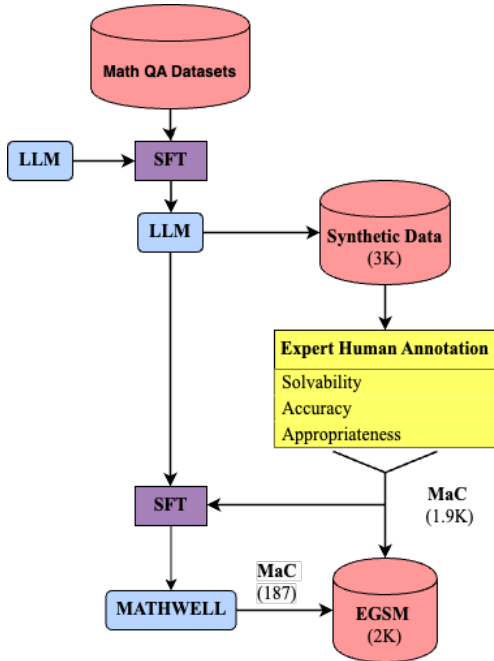 Math QA Datasets
LLM
SFT
LLM
Synthetic Data
(3K)
Expert Human Annotation
Solvability
Accuracy
Appropriateness
MaC
(1.9K)
SFT
MaC
(187)
MATHWELL
EGSM
(2K)